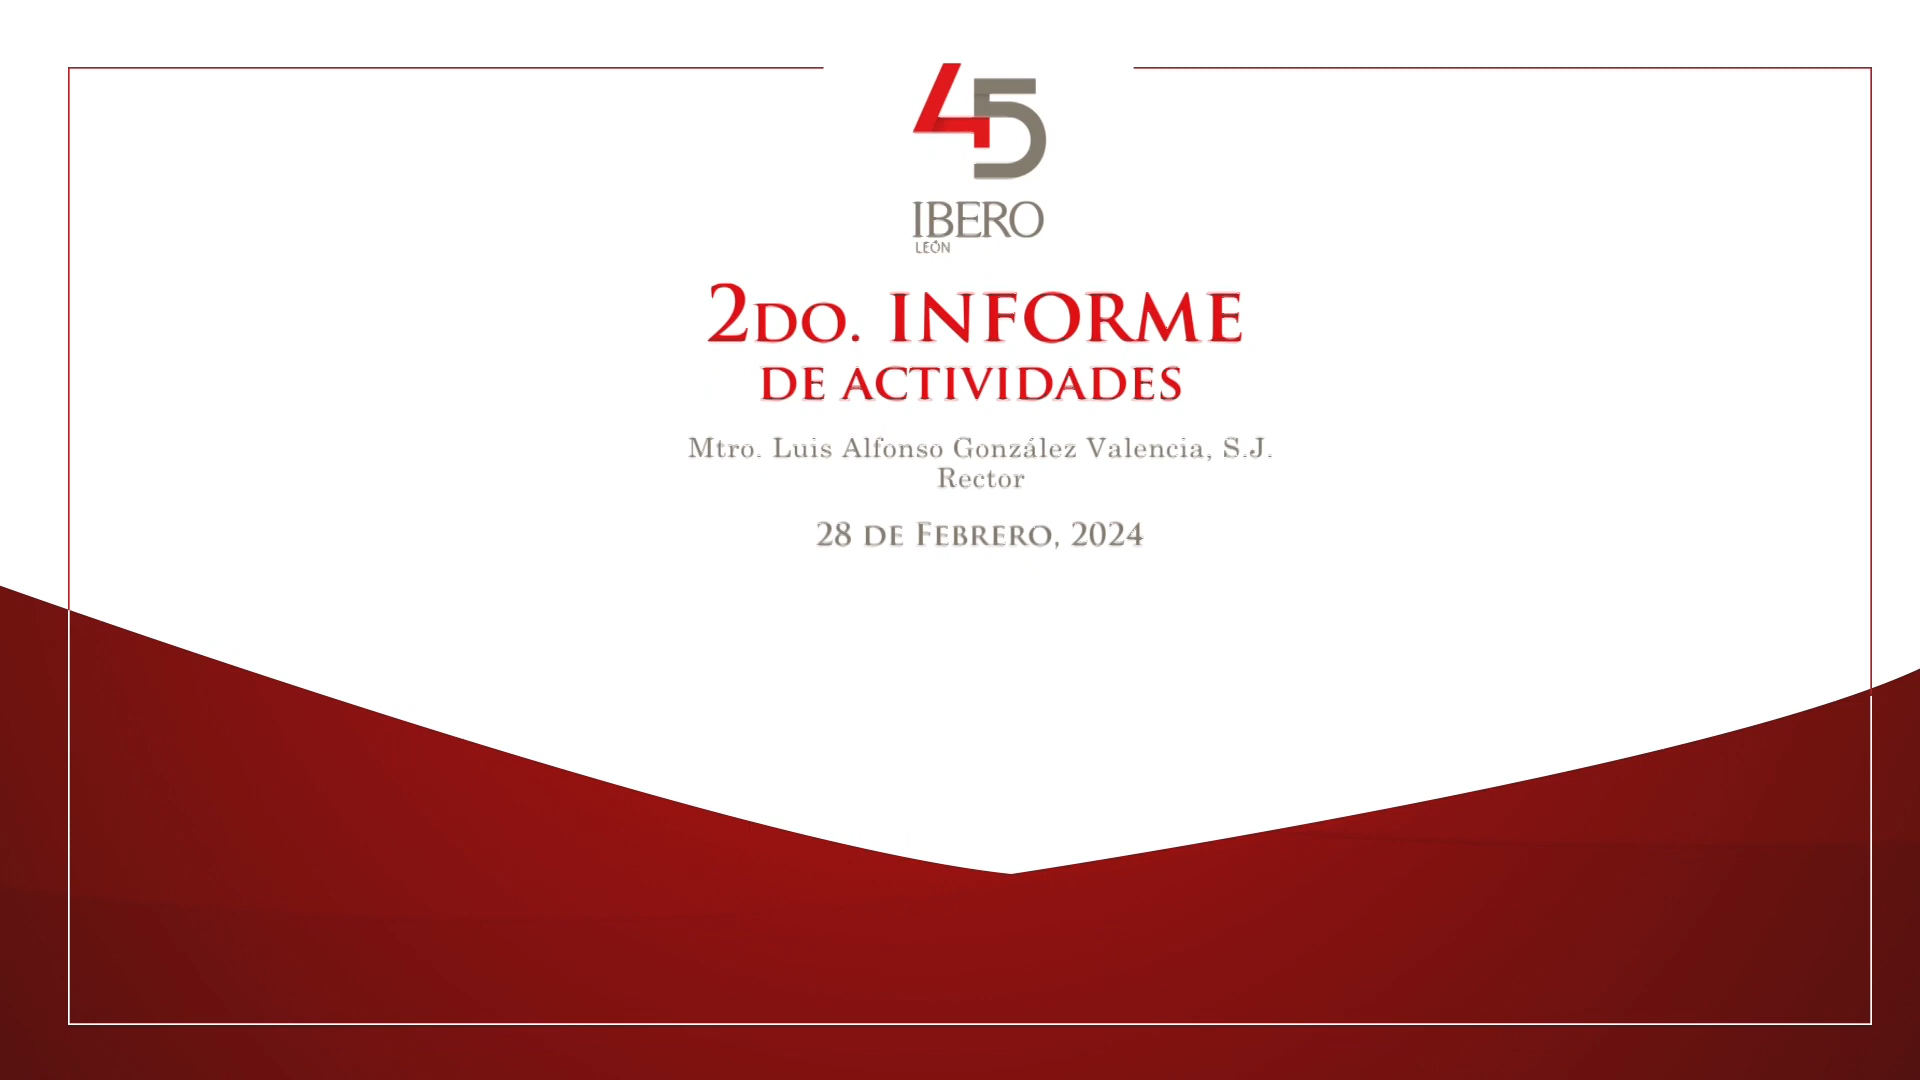 45
IBERO
LEÓN
2DO. INFORME
DE ACTIVIDADES
Mtro. Luis Alfonso González Valencia, S.J.
Rector
28 DE FEBRERO, 2024